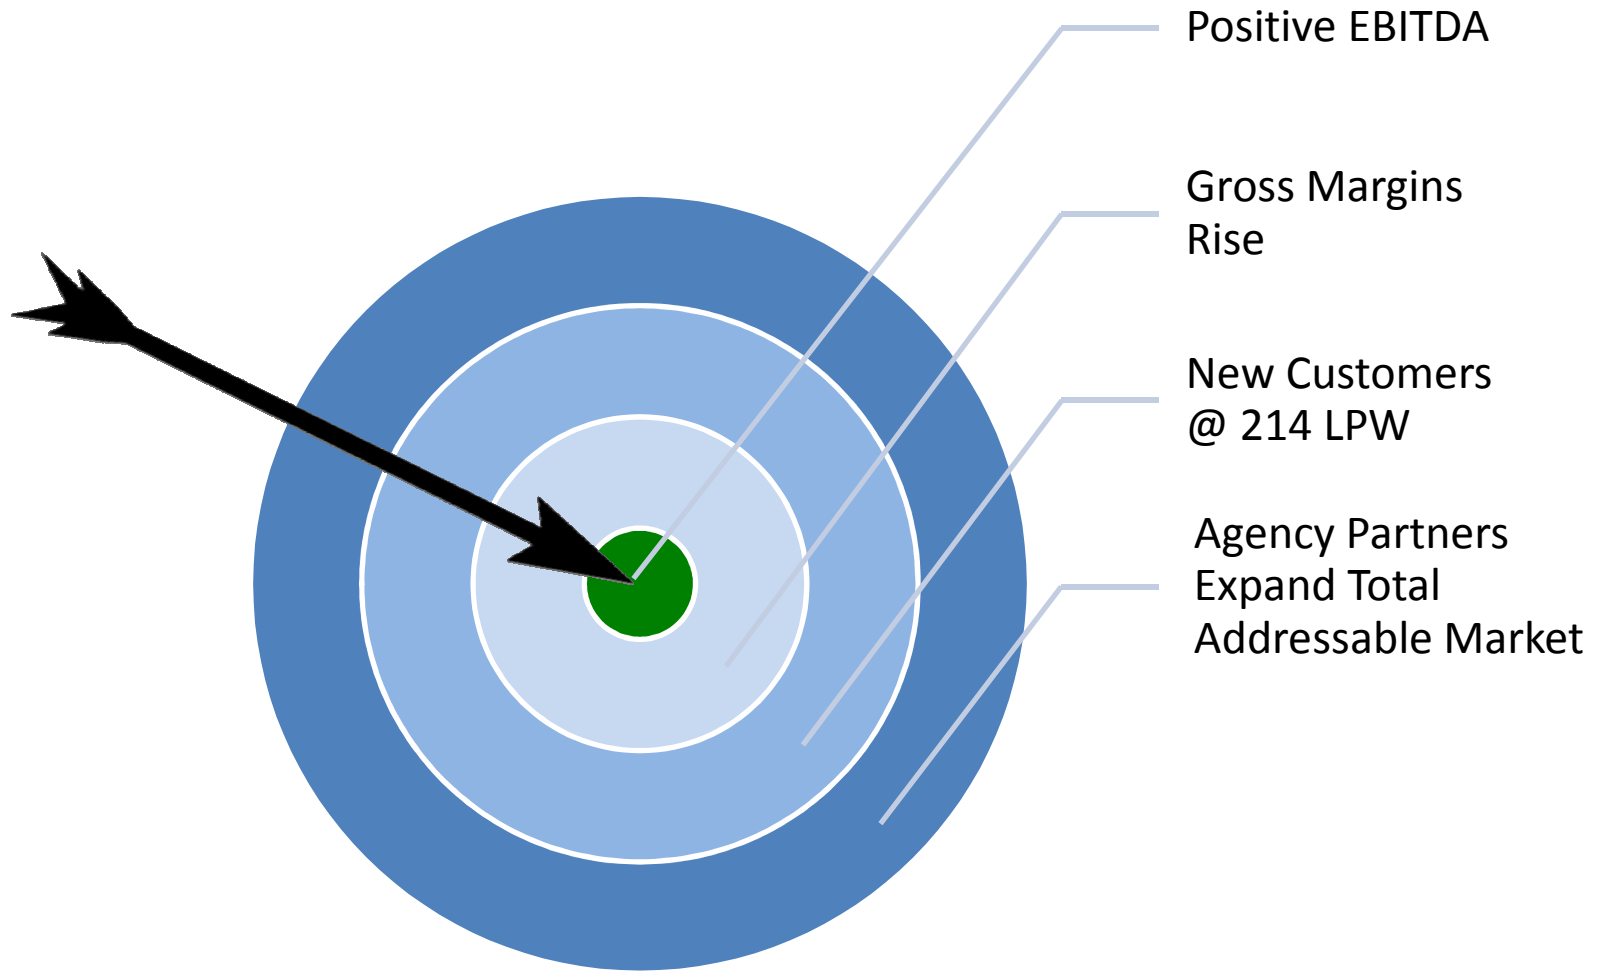 Positive EBITDA
Gross Margins
Rise
New Customers
@ 214 LPW
Agency Partners
Expand Total
Addressable Market